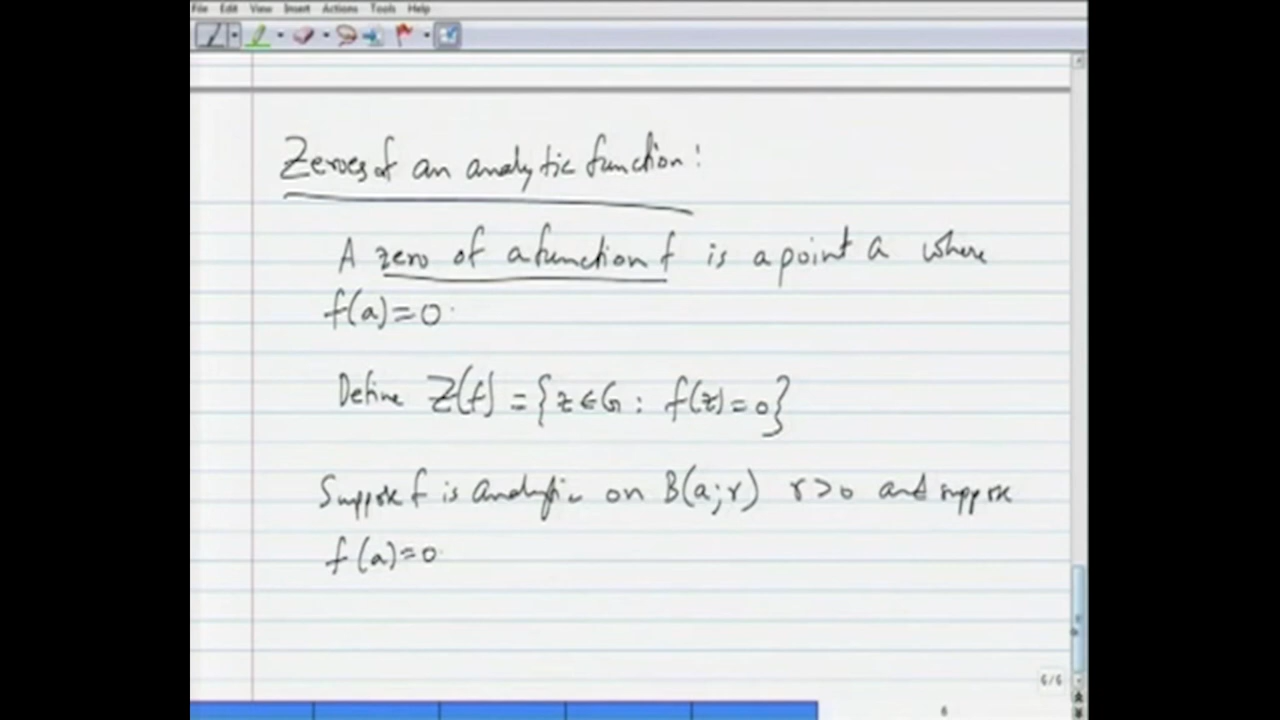 File Edit View Insert Actions Tools Help
Zeroes of an analytic function:
A zero of a function f is a point a where
f(a)=0.
Define Z(f) = {z ∈ G : f(z)=0}
Suppose f is analytic on B(a;r) r>0 and suppose
f(a)=0
6/6
6